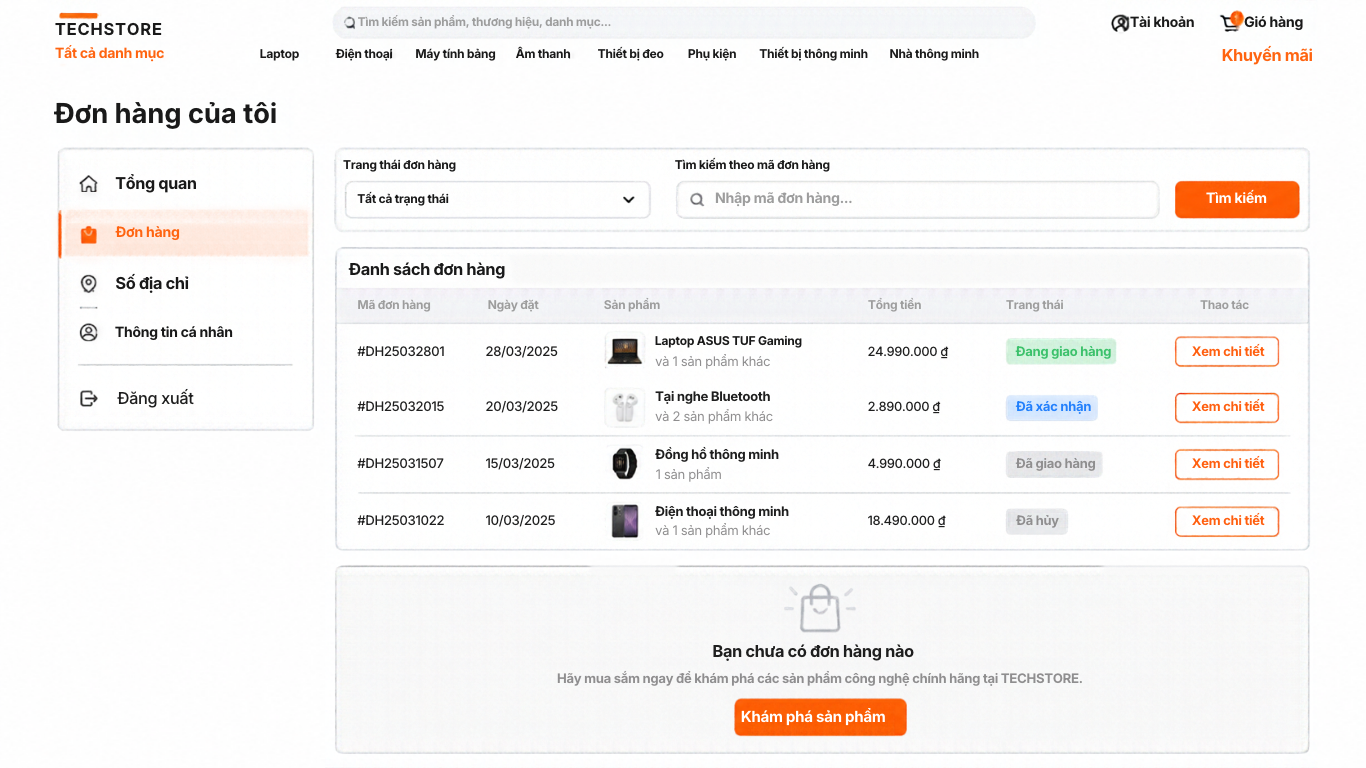 TECHSTORE
Tìm kiếm sản phẩm, thương hiệu, danh mục...
Tài khoản
1
Gió hàng
Tất cả danh mục
Laptop
Điện thoại
Máy tính bảng
Âm thanh
Thiết bị đeo
Phụ kiện
Thiết bị thông minh
Nhà thông minh
Khuyến mãi
Đơn hàng của tôi
Tổng quan
Đơn hàng
Số địa chỉ
Thông tin cá nhân
Đăng xuất
Trang thái đơn hàng
Tìm kiếm theo mã đơn hàng
Tất cả trạng thái
Nhập mã đơn hàng...
Tìm kiếm
Danh sách đơn hàng
Mã đơn hàng Ngày đặt Sản phẩm Tổng tiền Trang thái Thao tác
#DH25032801 28/03/2025 Laptop ASUS TUF Gaming 24.990.000 ₫ Đang giao hàng Xem chi tiết
và 1 sản phẩm khác
#DH25032015 20/03/2025 Tại nghe Bluetooth 2.890.000 ₫ Đã xác nhận Xem chi tiết
và 2 sản phẩm khác
#DH25031507 15/03/2025 Đồng hồ thông minh 4.990.000 ₫ Đã giao hàng Xem chi tiết
1 sản phẩm
#DH25031022 10/03/2025 Điện thoại thông minh 18.490.000 ₫ Đã hủy Xem chi tiết
và 1 sản phẩm khác
Bạn chưa có đơn hàng nào
Hãy mua sắm ngay để khám phá các sản phẩm công nghệ chính hãng tại TECHSTORE.
Khám phá sản phẩm